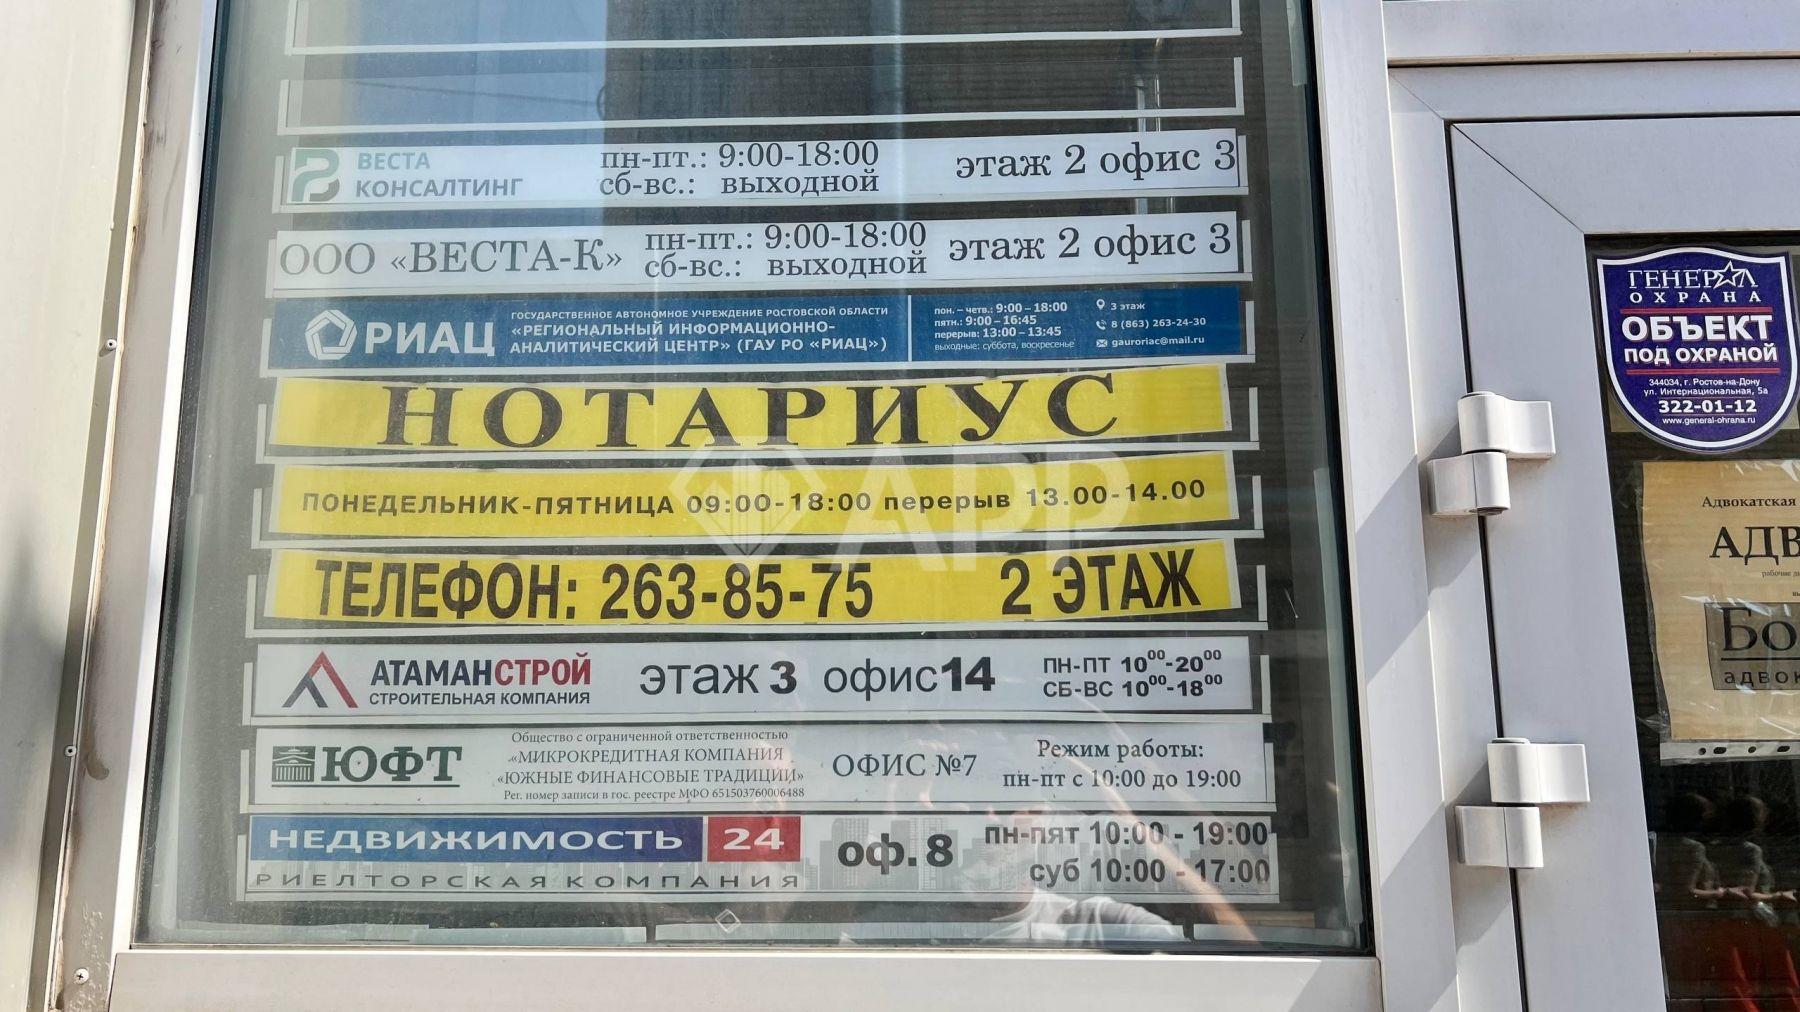 ВЕСТА
КОНСАЛТИНГ
пн-пт.: 9:00-18:00
сб-вс.: выходной
этаж 2 офис 3
ООО «ВЕСТА-К»
пн-пт.: 9:00-18:00
сб-вс.: выходной
этаж 2 офис 3
РИАЦ
ГОСУДАРСТВЕННОЕ АВТОНОМНОЕ УЧРЕЖДЕНИЕ РОСТОВСКОЙ ОБЛАСТИ
«РЕГИОНАЛЬНЫЙ ИНФОРМАЦИОННО-
АНАЛИТИЧЕСКИЙ ЦЕНТР» (ГАУ РО «РИАЦ»)
пон. – четв.: 9:00 – 18:00
пятн.: 9:00 – 16:45
перерыв: 13:00 – 13:45
выходные: суббота, воскресенье
3 этаж
8 (863) 263-24-30
gauroriac@mail.ru
НОТАРИУС
ПОНЕДЕЛЬНИК-ПЯТНИЦА 09:00-18:00 перерыв 13.00-14.00
ТЕЛЕФОН: 263-85-75 2 ЭТАЖ
АРР
АТАМАНСТРОЙ
СТРОИТЕЛЬНАЯ КОМПАНИЯ
этаж 3 офис 14
ПН-ПТ 10⁰⁰-20⁰⁰
СБ-ВС 10⁰⁰-18⁰⁰
ЮФТ
Общество с ограниченной ответственностью
«МИКРОКРЕДИТНАЯ КОМПАНИЯ
«ЮЖНЫЕ ФИНАНСОВЫЕ ТРАДИЦИИ»
Рег. номер записи в гос. реестре МФО 651503760006488
ОФИС №7
Режим работы:
пн-пт с 10:00 до 19:00
НЕДВИЖИМОСТЬ 24
РИЕЛТОРСКАЯ КОМПАНИЯ
оф. 8
пн-пят 10:00 - 19:00
суб 10:00 - 17:00
ГЕНЕРАЛ
ОХРАНА
ОБЪЕКТ
ПОД ОХРАНОЙ
344034, г. Ростов-на-Дону
ул. Интернациональная, 5а
322-01-12
www.general-ohrana.ru
Адвокатская
АДВ
рабочие
Бо
адвок